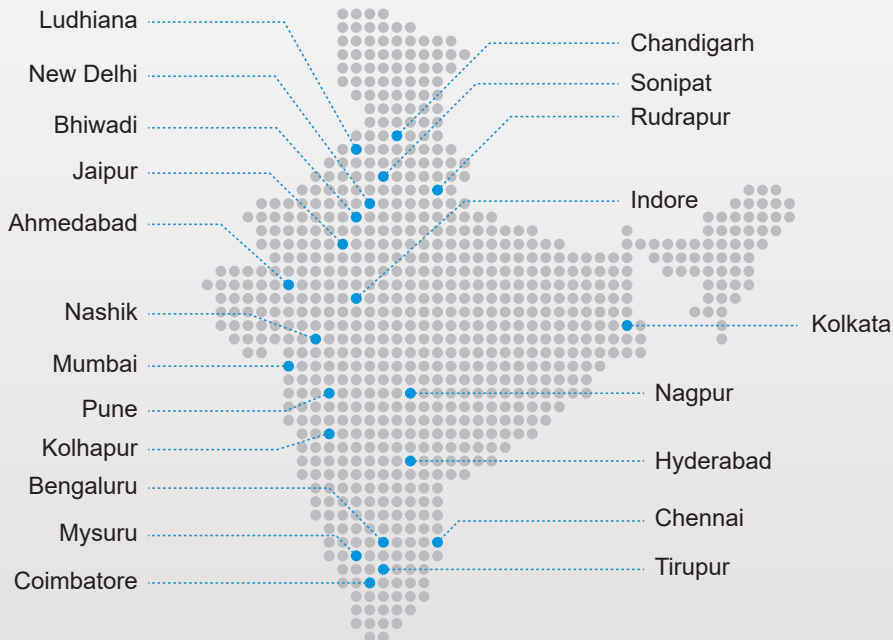 Ludhiana
New Delhi
Bhiwadi
Jaipur
Ahmedabad
Nashik
Mumbai
Pune
Kolhapur
Bengaluru
Mysuru
Coimbatore
Chandigarh
Sonipat
Rudrapur
Indore
Kolkata
Nagpur
Hyderabad
Chennai
Tirupur